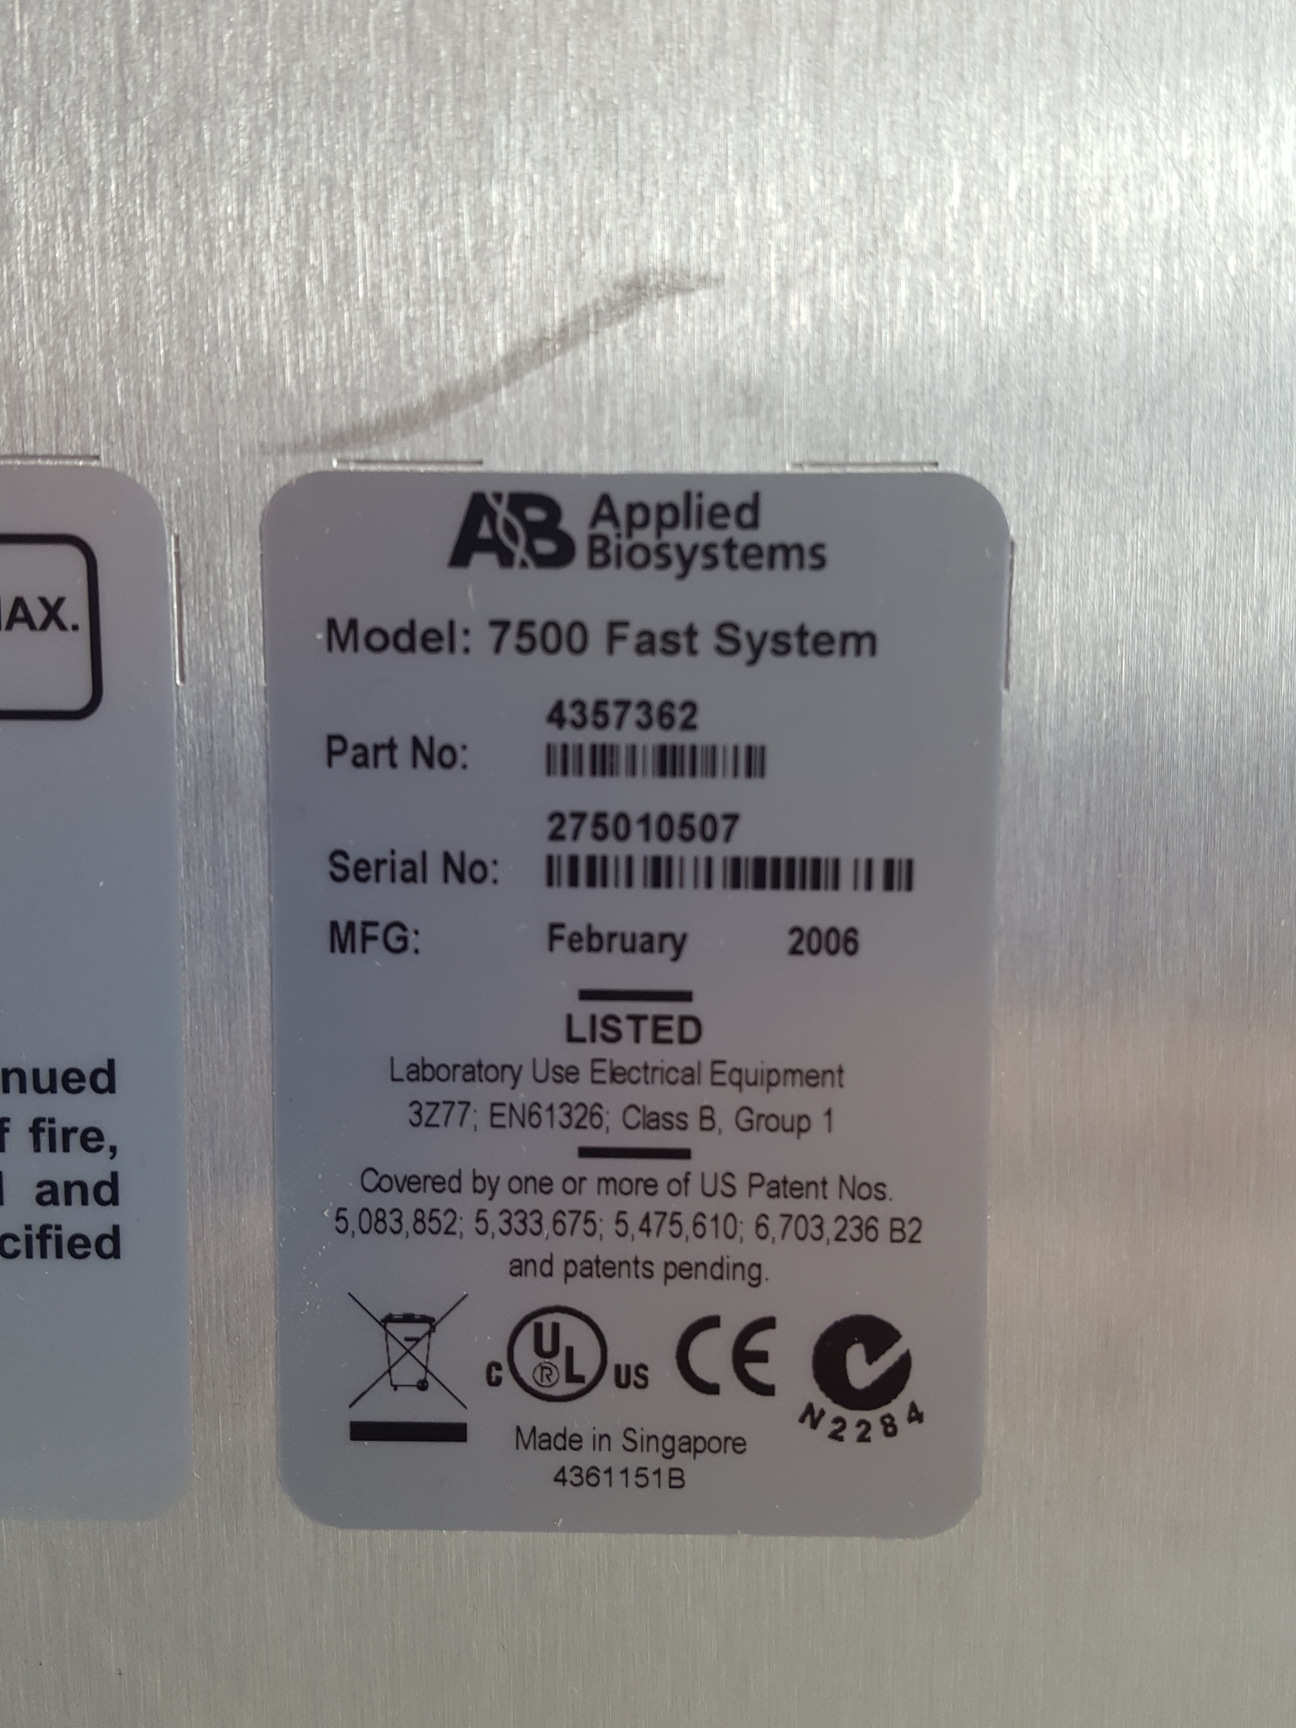 AB Applied
Biosystems
Model: 7500 Fast System
4357362
Part No:
275010507
Serial No:
MFG: February 2006
LISTED
Laboratory Use Electrical Equipment
3Z77; EN61326; Class B, Group 1
Covered by one or more of US Patent Nos.
5,083,852; 5,333,675; 5,475,610; 6,703,236 B2
and patents pending.
C UL ® US CE N2284
Made in Singapore
4361151B
AX.
nued
f fire,
and
cified